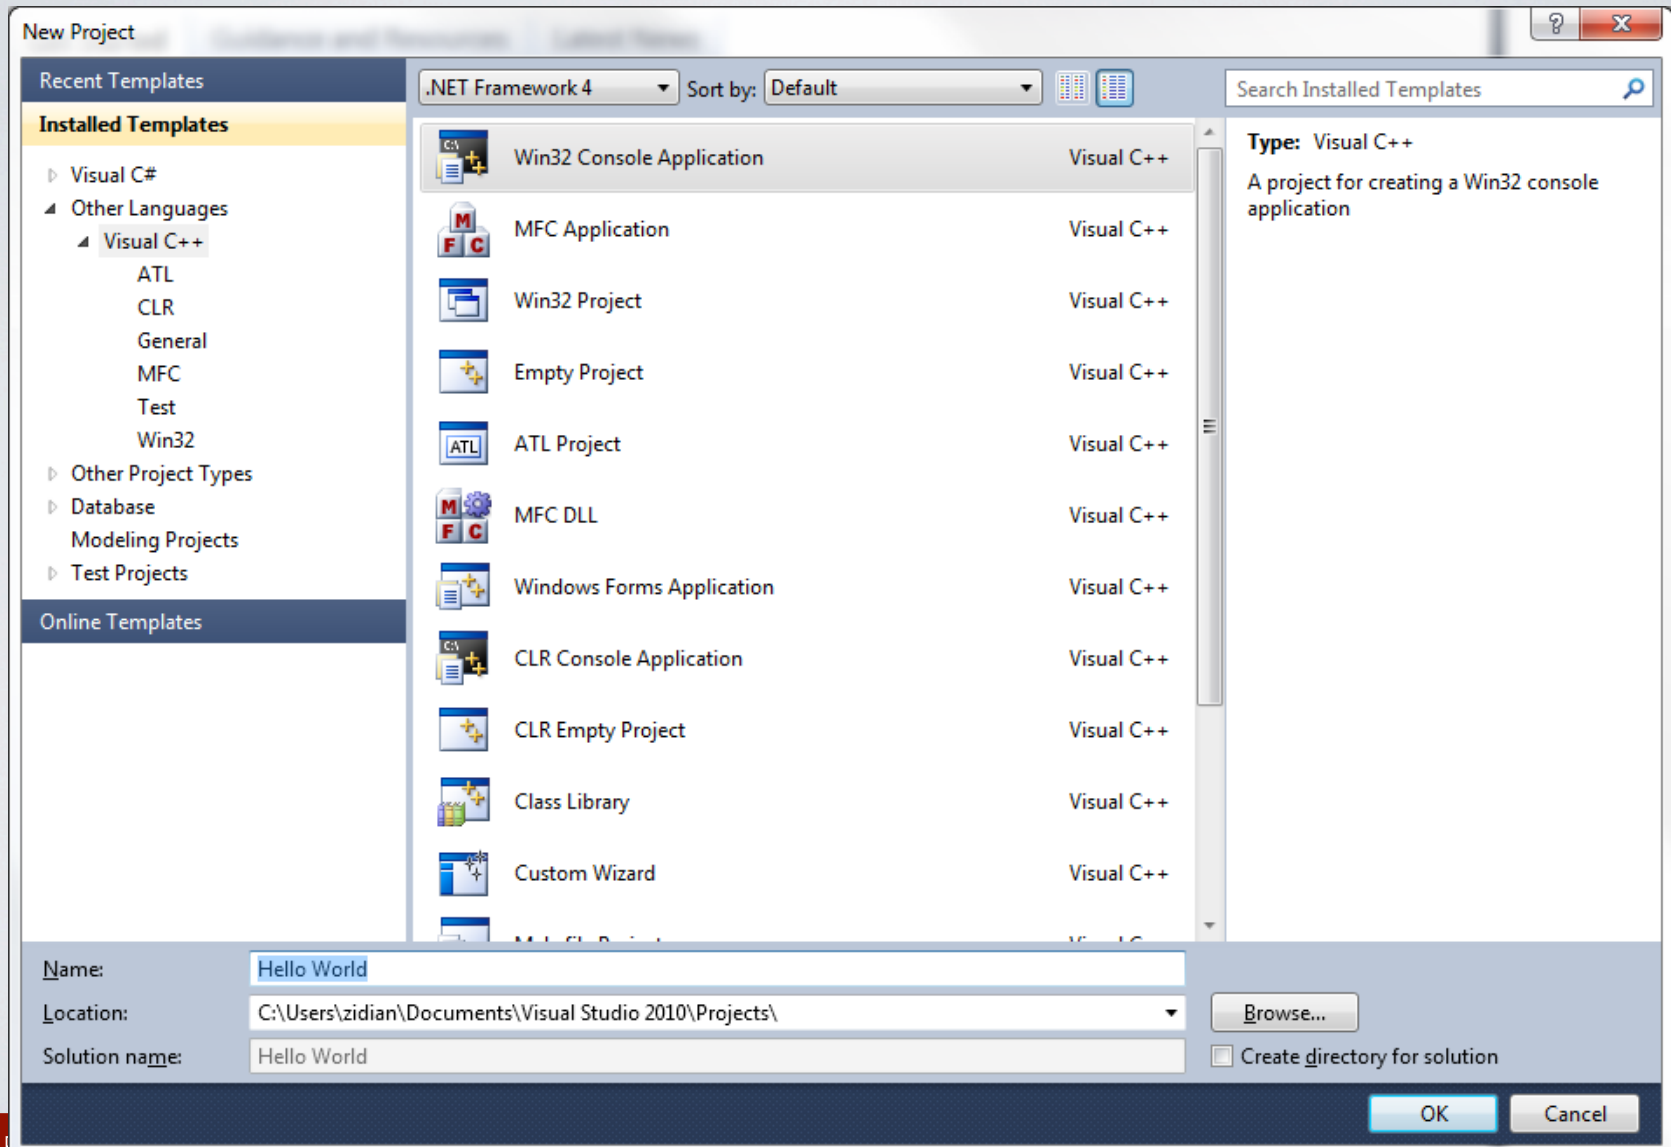 New Project
Recent Templates
Installed Templates
Visual C#
Other Languages
Visual C++
ATL
CLR
General
MFC
Test
Win32
Other Project Types
Database
Modeling Projects
Test Projects
Online Templates
.NET Framework 4
Sort by: Default
Search Installed Templates
Win32 Console Application Visual C++
MFC Application Visual C++
Win32 Project Visual C++
Empty Project Visual C++
ATL Project Visual C++
MFC DLL Visual C++
Windows Forms Application Visual C++
CLR Console Application Visual C++
CLR Empty Project Visual C++
Class Library Visual C++
Custom Wizard Visual C++
Type: Visual C++
A project for creating a Win32 console
application
Name: Hello World
Location: C:\Users\zidian\Documents\Visual Studio 2010\Projects\
Browse...
Solution name: Hello World
Create directory for solution
OK Cancel